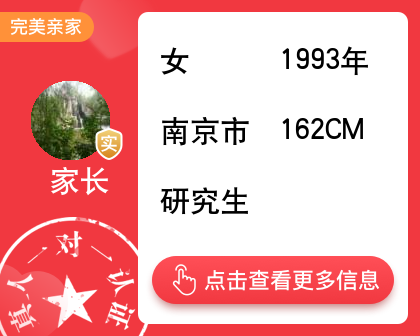 完美亲家
女 1993年
南京市 162CM
研究生
实
家长
真人一对一认证
点击查看更多信息